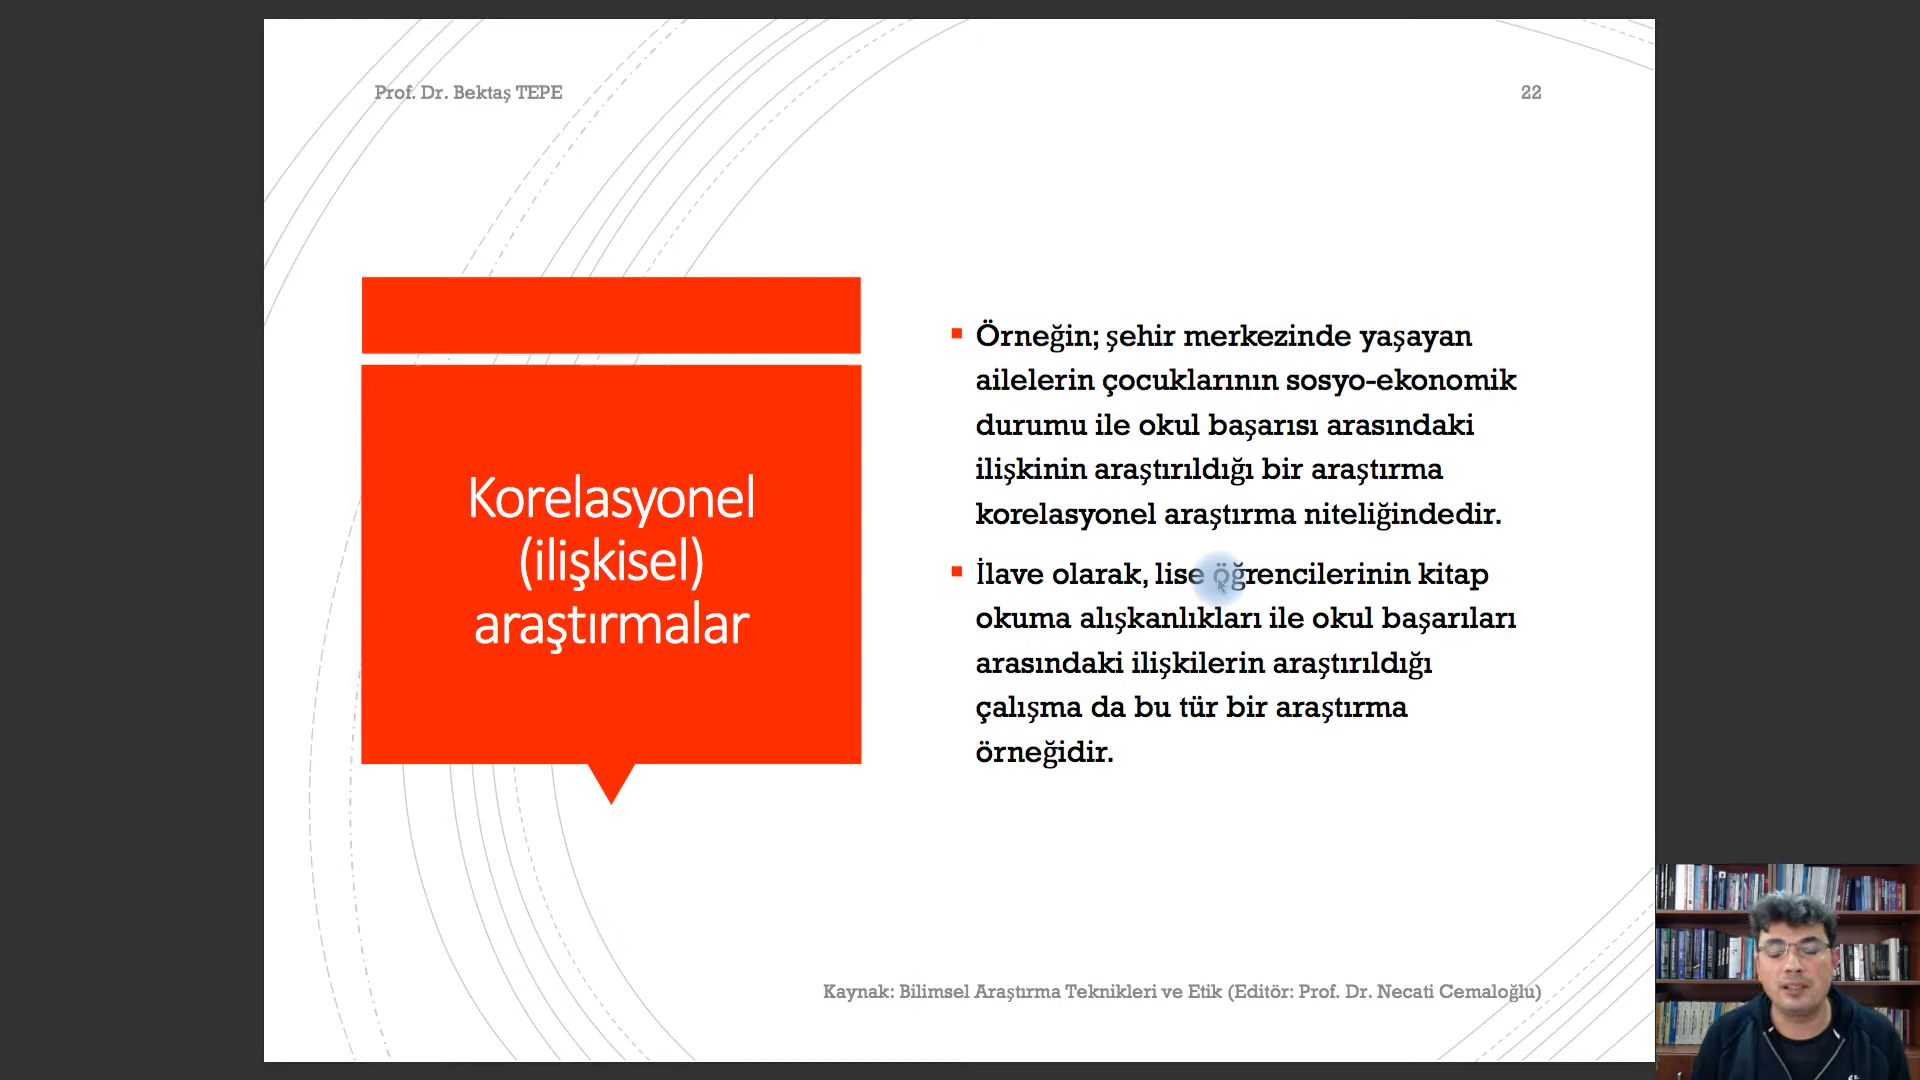 Prof. Dr. Bektaş TEPE
22
Korelasyonel
(ilişkisel)
araştırmalar
Örneğin; şehir merkezinde yaşayan
ailelerin çocuklarının sosyo-ekonomik
durumu ile okul başarısı arasındaki
ilişkinin araştırıldığı bir araştırma
korelasyonel araştırma niteliğindedir.
İlave olarak, lise öğrencilerinin kitap
okuma alışkanlıkları ile okul başarıları
arasındaki ilişkilerin araştırıldığı
çalışma da bu tür bir araştırma
örneğidir.
Kaynak: Bilimsel Araştırma Teknikleri ve Etik (Editör: Prof. Dr. Necati Cemaloğlu)